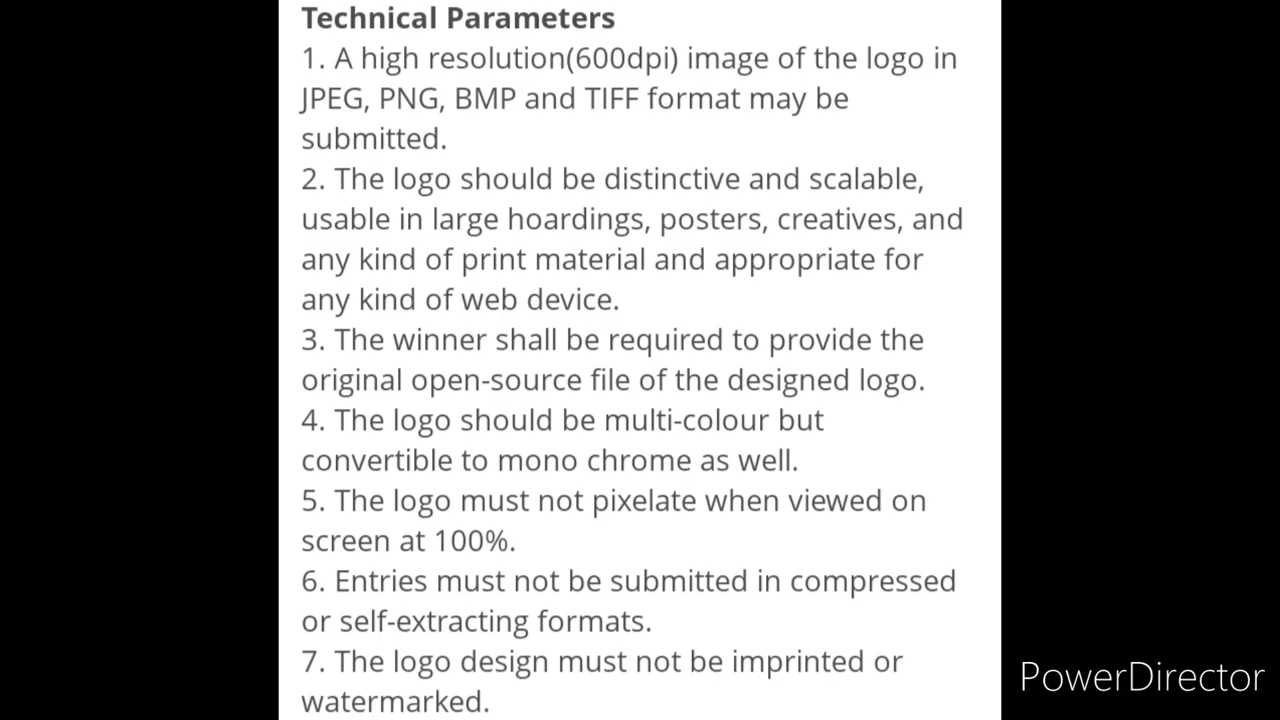 Technical Parameters
1. A high resolution(600dpi) image of the logo in
JPEG, PNG, BMP and TIFF format may be
submitted.
2. The logo should be distinctive and scalable,
usable in large hoardings, posters, creatives, and
any kind of print material and appropriate for
any kind of web device.
3. The winner shall be required to provide the
original open-source file of the designed logo.
4. The logo should be multi-colour but
convertible to mono chrome as well.
5. The logo must not pixelate when viewed on
screen at 100%.
6. Entries must not be submitted in compressed
or self-extracting formats.
7. The logo design must not be imprinted or
watermarked.
PowerDirector